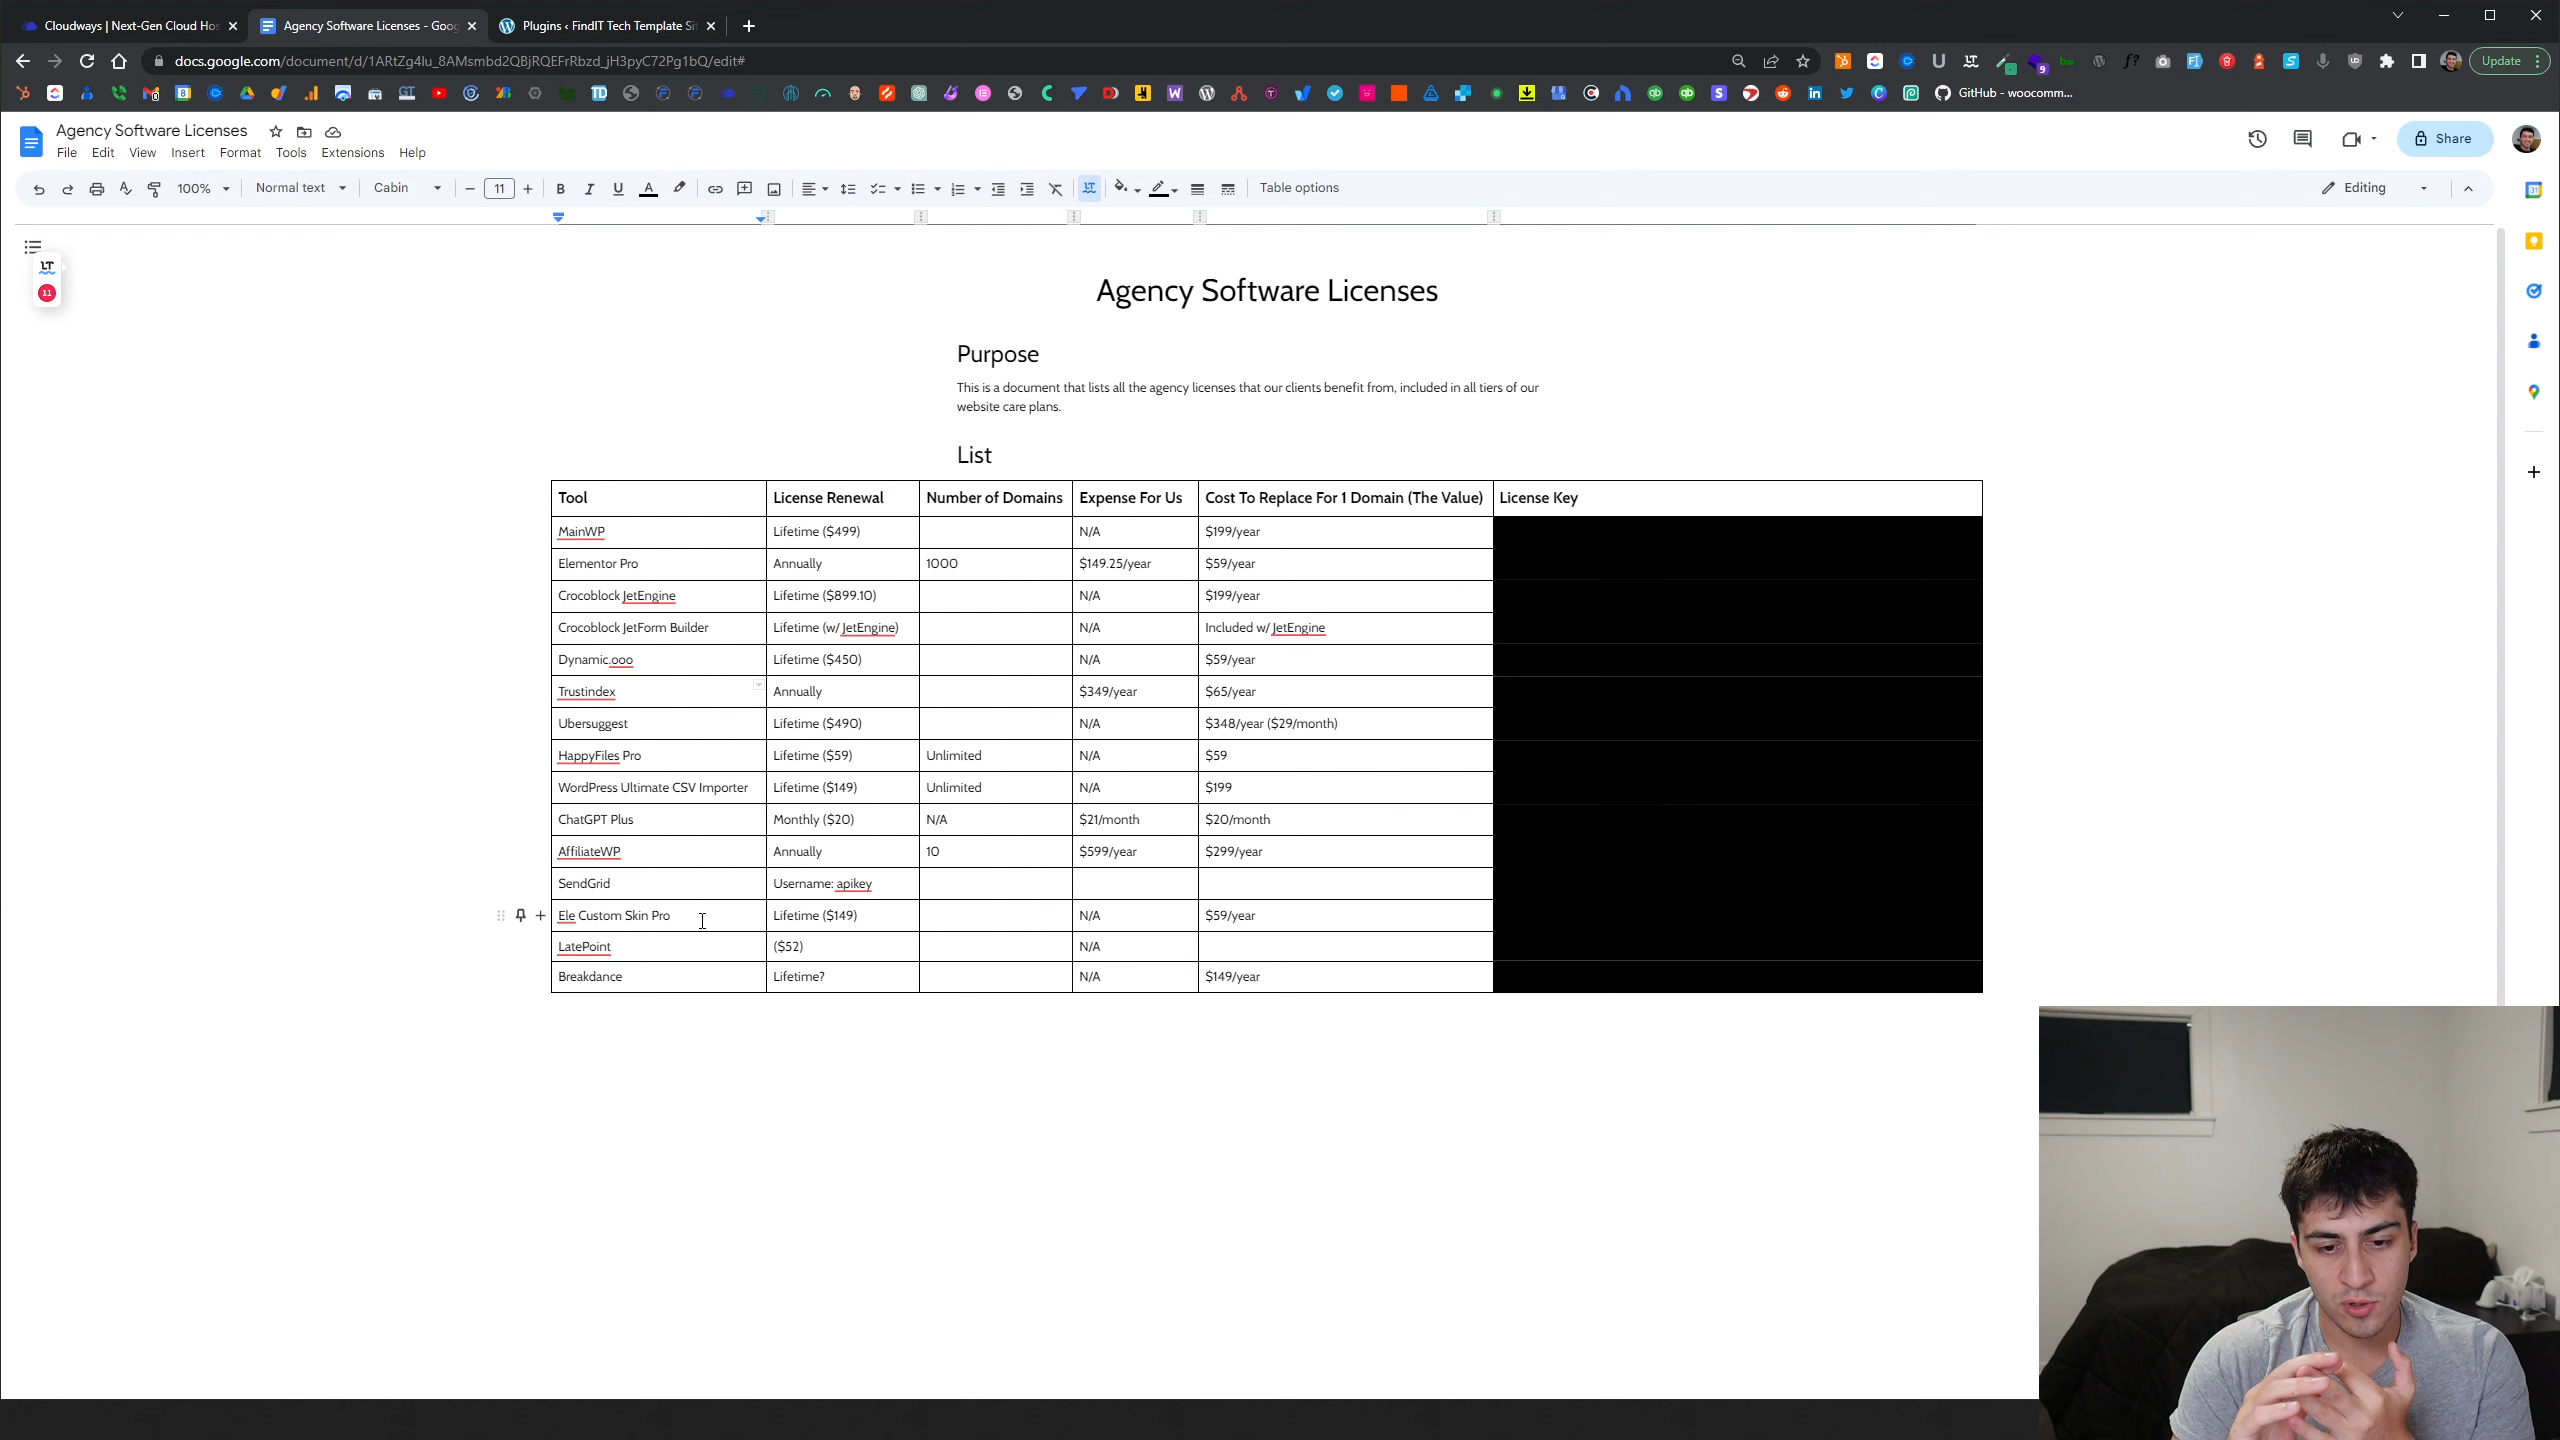 Cloudways | Next-Gen Cloud Hos
Agency Software Licenses - Goog
Plugins ‹ FindIT Tech Template Si
docs.google.com/document/d/1ARtZg4lu_8AMsmbd2QBjRQEFrRbzd_jH3pyC72Pg1bQ/edit#
Update
GitHub - woocomm...
Agency Software Licenses
File Edit View Insert Format Tools Extensions Help
Share
100% Normal text Cabin 11 Table options Editing
LT
11
Agency Software Licenses
Purpose
This is a document that lists all the agency licenses that our clients benefit from, included in all tiers of our
website care plans.
List
Tool License Renewal Number of Domains Expense For Us Cost To Replace For 1 Domain (The Value) License Key
MainWP Lifetime ($499) N/A $199/year
Elementor Pro Annually 1000 $149.25/year $59/year
Crocoblock JetEngine Lifetime ($899.10) N/A $199/year
Crocoblock JetForm Builder Lifetime (w/ JetEngine) N/A Included w/ JetEngine
Dynamic.ooo Lifetime ($450) N/A $59/year
Trustindex Annually $349/year $65/year
Ubersuggest Lifetime ($490) N/A $348/year ($29/month)
HappyFiles Pro Lifetime ($59) Unlimited N/A $59
WordPress Ultimate CSV Importer Lifetime ($149) Unlimited N/A $199
ChatGPT Plus Monthly ($20) N/A $21/month $20/month
AffiliateWP Annually 10 $599/year $299/year
SendGrid Username: apikey
Ele Custom Skin Pro Lifetime ($149) N/A $59/year
LatePoint ($52) N/A
Breakdance Lifetime? N/A $149/year